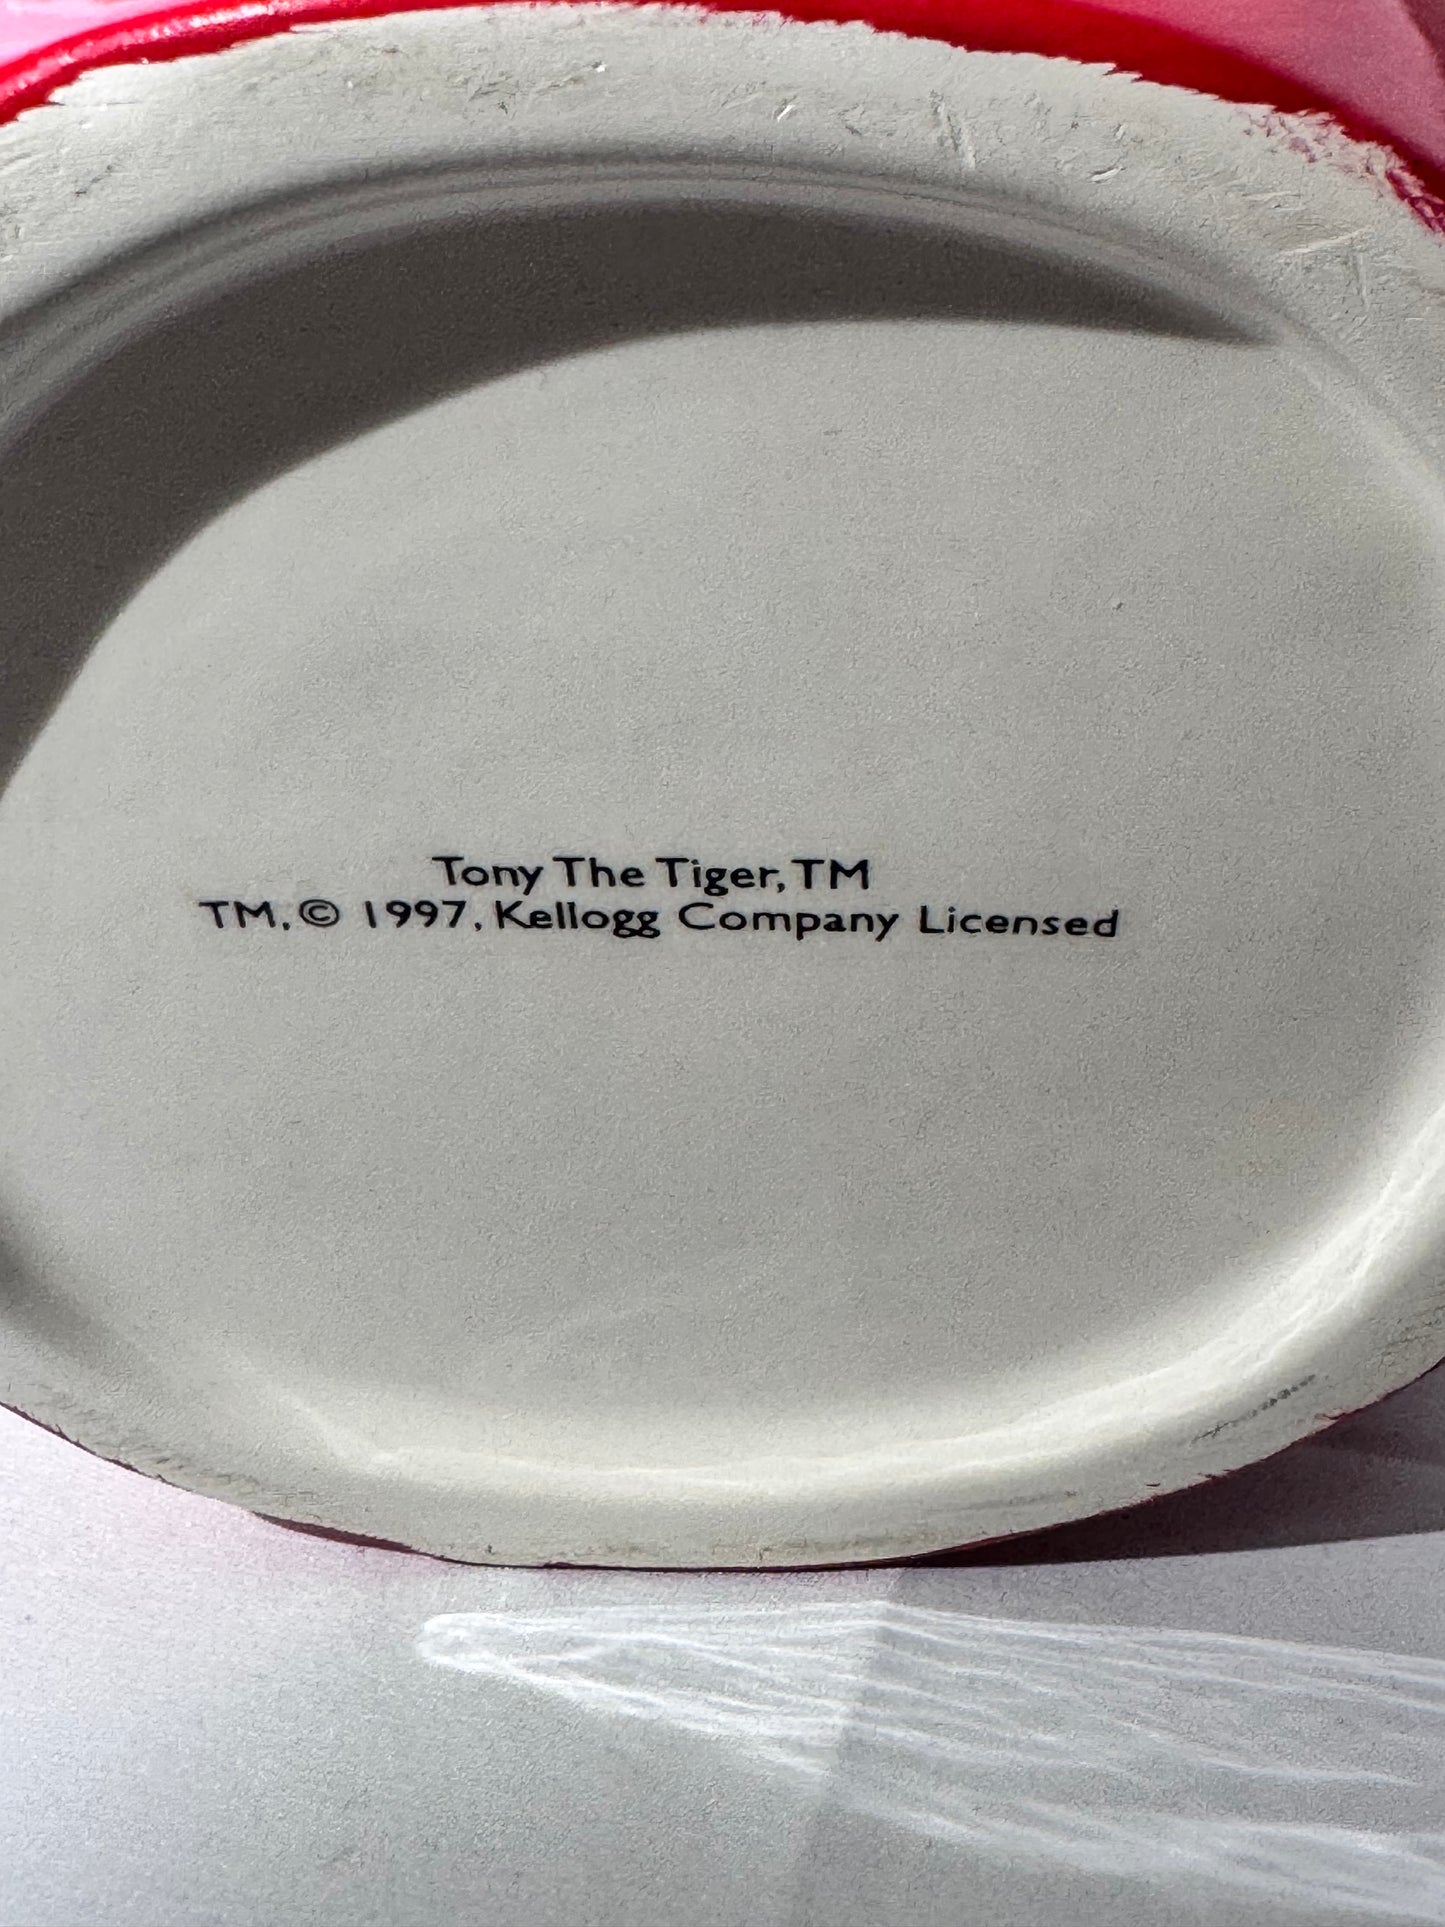 Tony The Tiger, TM
TM, © 1997, Kellogg Company Licensed